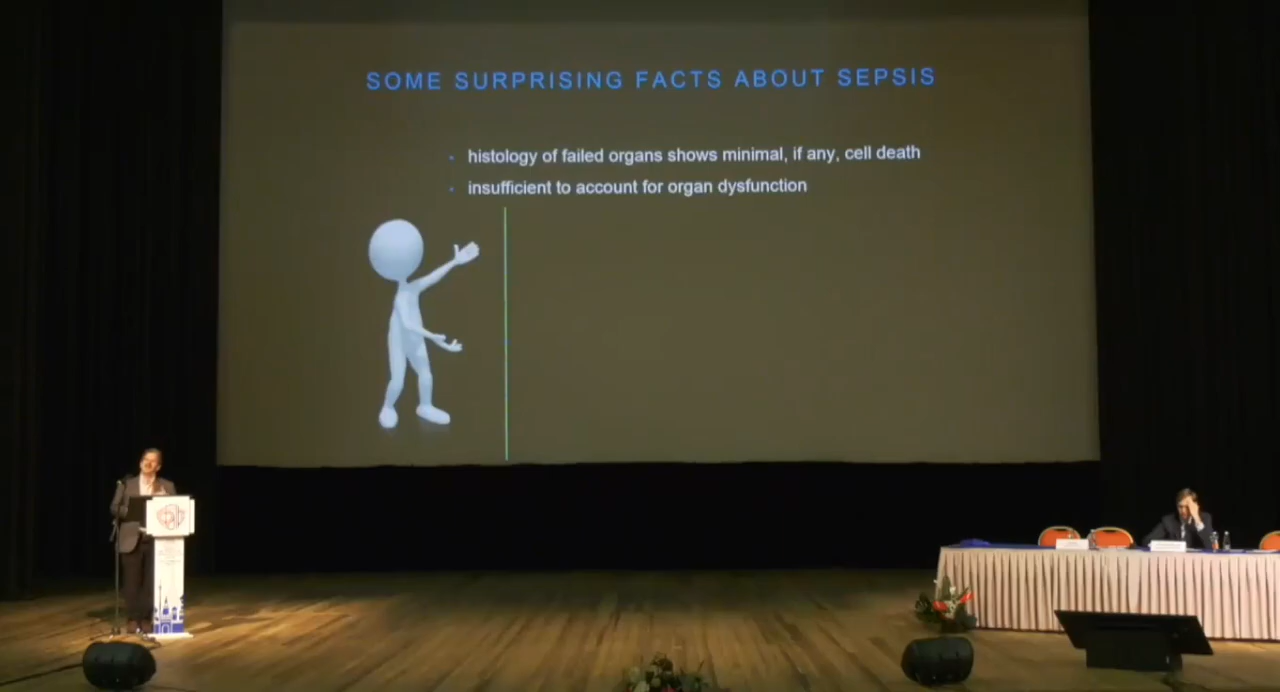 SOME SURPRISING FACTS ABOUT SEPSIS
histology of failed organs shows minimal, if any, cell death
insufficient to account for organ dysfunction